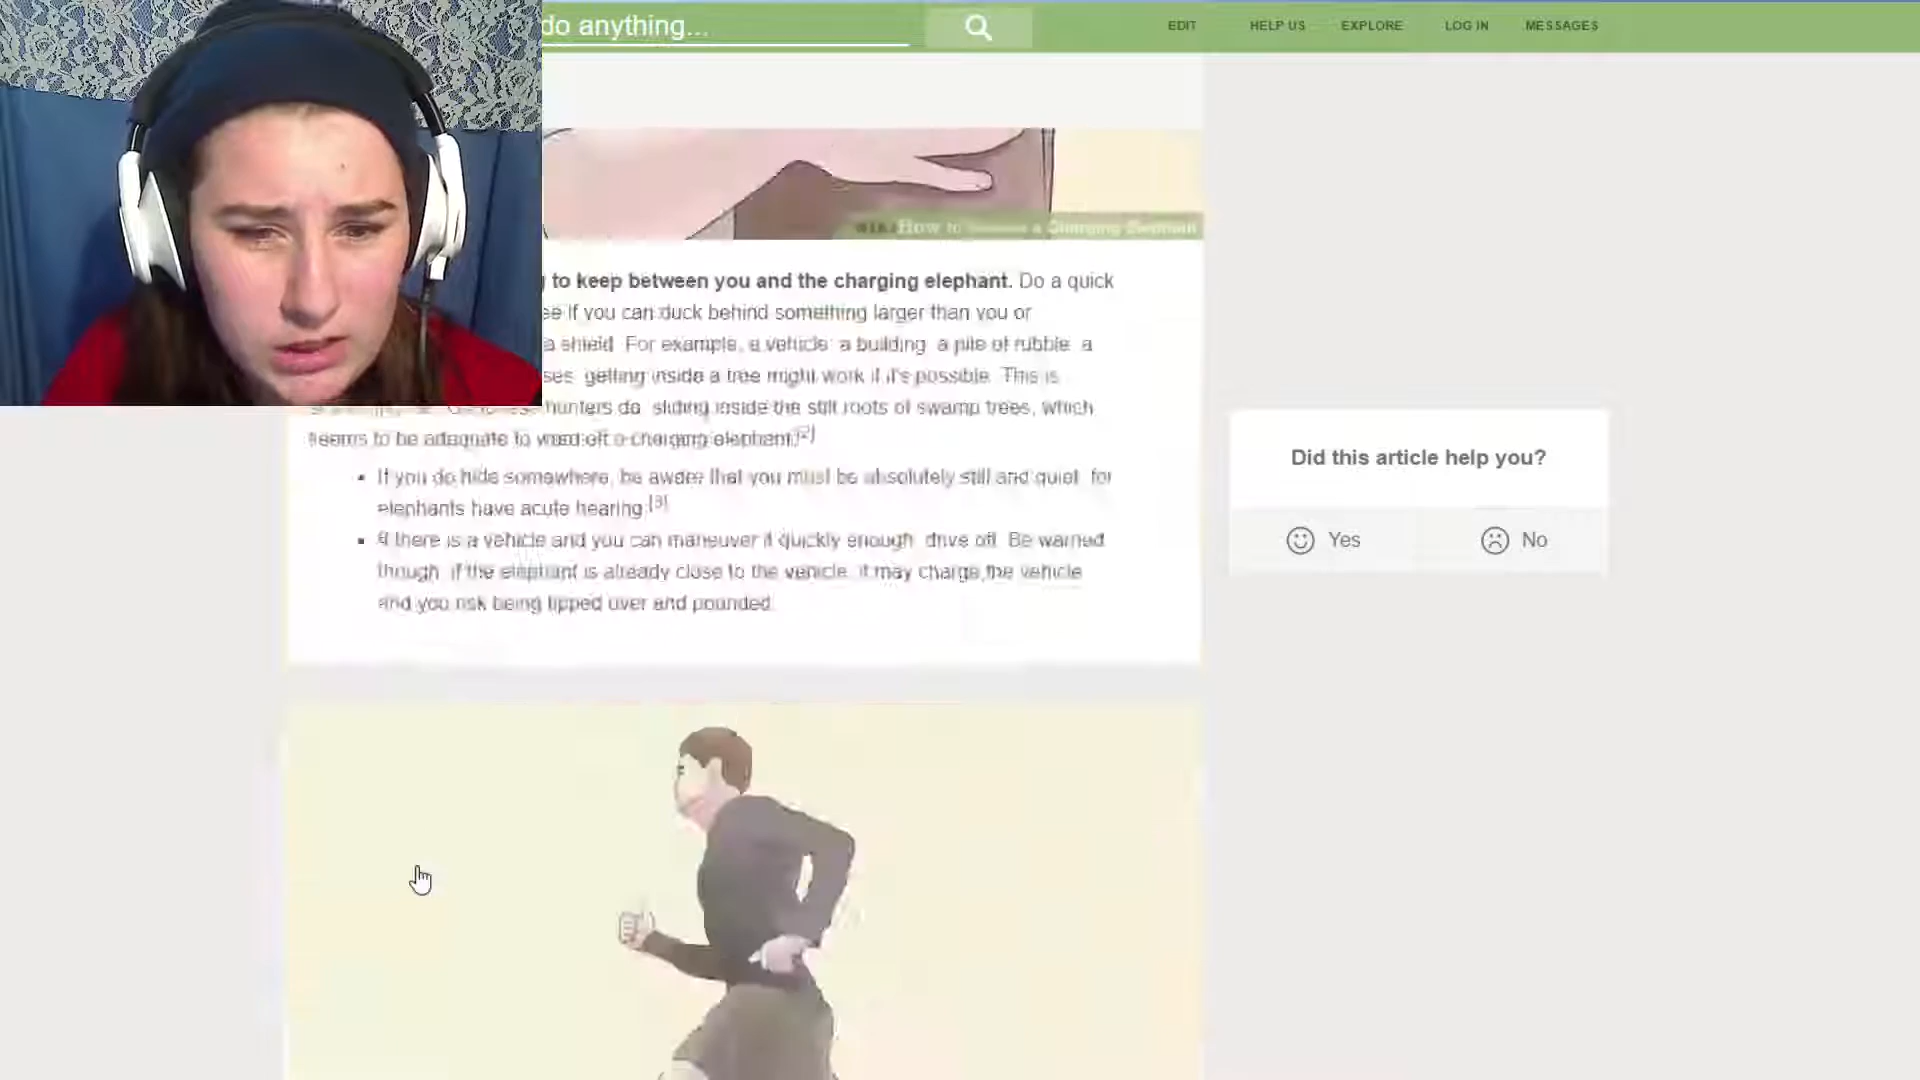 do anything...
EDIT
HELP US
EXPLORE
LOG IN
MESSAGES
How to a Charging Elephant
to keep between you and the charging elephant. Do a quick
if you can duck behind something larger than you or
a shield. For example, a vehicle, a building, a pile of rubble, a
getting inside a tree might work if it's possible. This is
hunters do, sliding inside the stilt roots of swamp trees, which
seems to be adequate to ward off a charging elephant.[2]
If you do hide somewhere, be aware that you must be absolutely still and quiet, for
elephants have acute hearing.[3]
If there is a vehicle and you can maneuver it quickly enough, drive off. Be warned
though, if the elephant is already close to the vehicle, it may charge the vehicle
and you risk being tipped over and pounded.
Did this article help you?
Yes
No